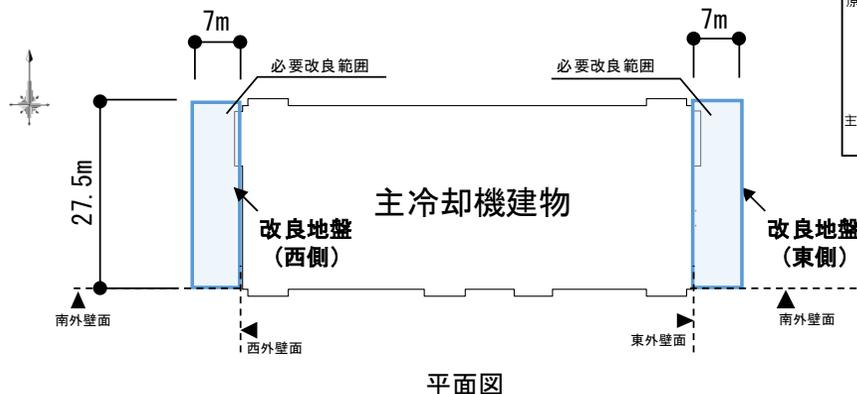 7m
7m
必要改良範囲
必要改良範囲
27.5m
主冷却機建物
改良地盤
（西側）
改良地盤
（東側）
南外壁面
南外壁面
西外壁面
東外壁面
平面図
主